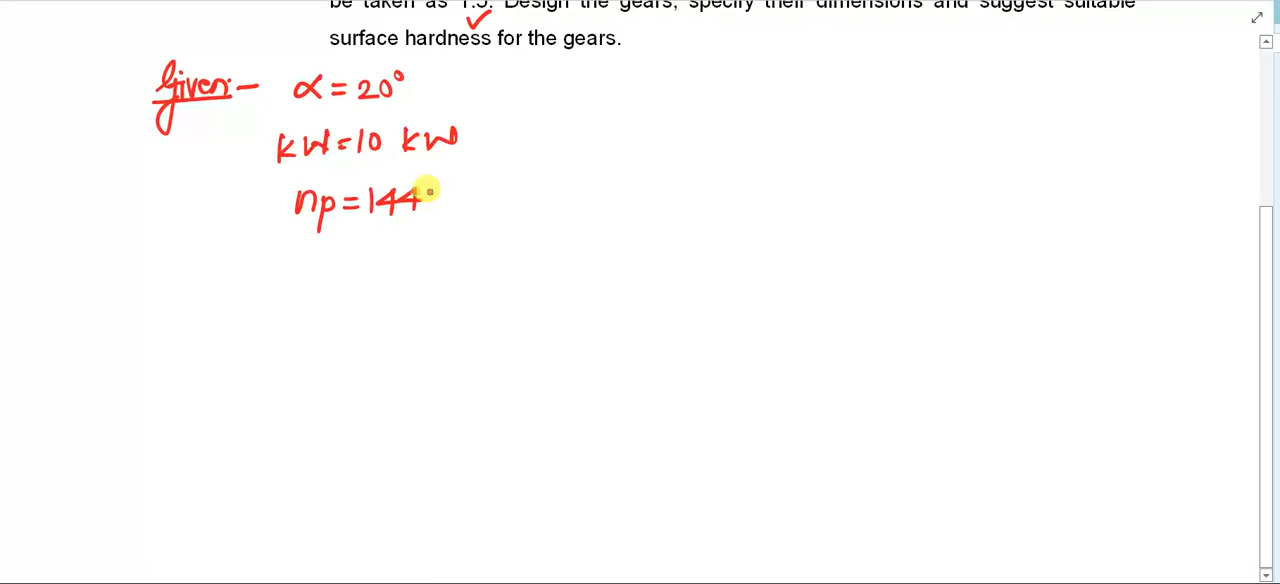 be taken as 1.5. Design the gears, specify their dimensions and suggest suitable
surface hardness for the gears.
Given:- α = 20°
kW = 10 kW
np = 144